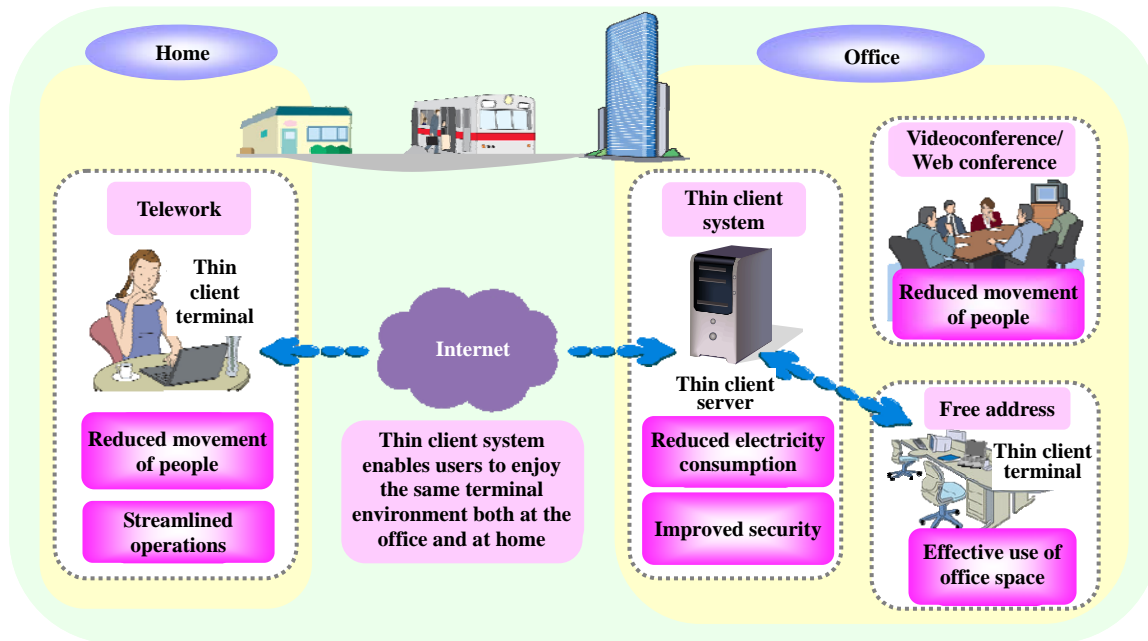 Home
Office
Telework
Thin
client
terminal
Reduced movement
of people
Streamlined
operations
Internet
Thin client system
enables users to enjoy
the same terminal
environment both at the
office and at home
Thin client
system
Thin client
server
Reduced electricity
consumption
Improved security
Videoconference/
Web conference
Reduced movement
of people
Free address
Thin client
terminal
Effective use of
office space